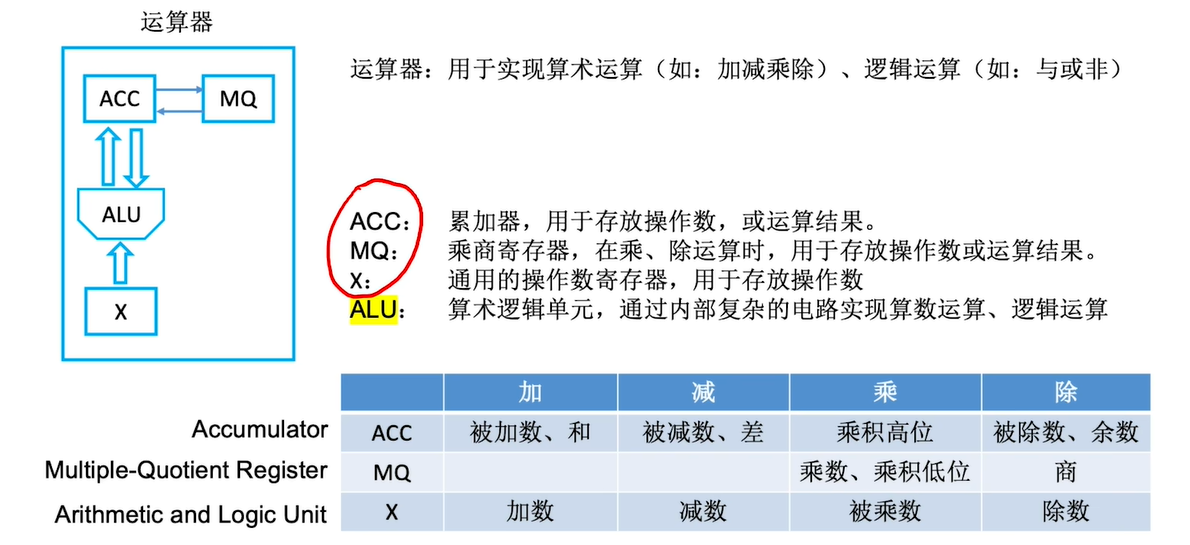 运算器
运算器：用于实现算术运算（如：加减乘除）、逻辑运算（如：与或非）
ACC
MQ
ALU
X
ACC： 累加器，用于存放操作数，或运算结果。
MQ： 乘商寄存器，在乘、除运算时，用于存放操作数或运算结果。
X： 通用的操作数寄存器，用于存放操作数
ALU： 算术逻辑单元，通过内部复杂的电路实现算数运算、逻辑运算
加 减 乘 除
Accumulator ACC 被加数、和 被减数、差 乘积高位 被除数、余数
Multiple-Quotient Register MQ 乘数、乘积低位 商
Arithmetic and Logic Unit X 加数 减数 被乘数 除数